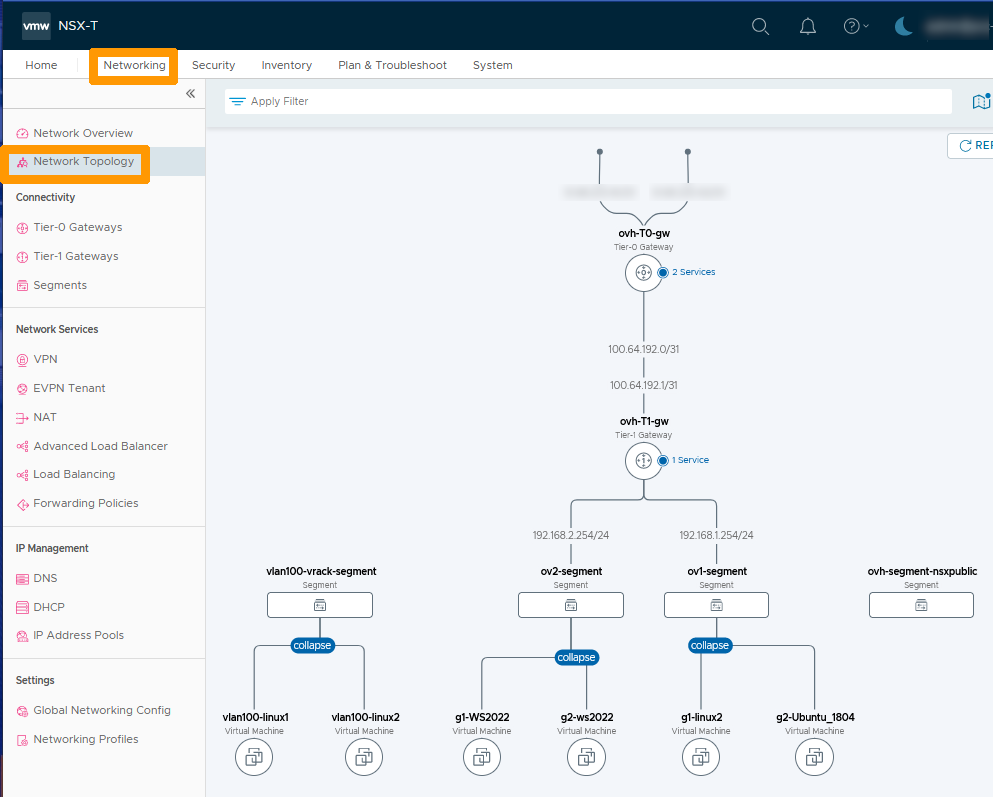 vmw NSX-T
Home Networking Security Inventory Plan & Troubleshoot System
Apply Filter
Network Overview
Network Topology
Connectivity
Tier-0 Gateways
Tier-1 Gateways
Segments
Network Services
VPN
EVPN Tenant
NAT
Advanced Load Balancer
Load Balancing
Forwarding Policies
IP Management
DNS
DHCP
IP Address Pools
Settings
Global Networking Config
Networking Profiles
REF
ovh-T0-gw
Tier-0 Gateway
2 Services
100.64.192.0/31
100.64.192.1/31
ovh-T1-gw
Tier-1 Gateway
1 Service
192.168.2.254/24 192.168.1.254/24
vlan100-vrack-segment ov2-segment ov1-segment ovh-segment-nsxpublic
Segment Segment Segment Segment
collapse collapse collapse
vlan100-linux1 vlan100-linux2 g1-WS2022 g2-ws2022 g1-linux2 g2-Ubuntu_1804
Virtual Machine Virtual Machine Virtual Machine Virtual Machine Virtual Machine Virtual Machine